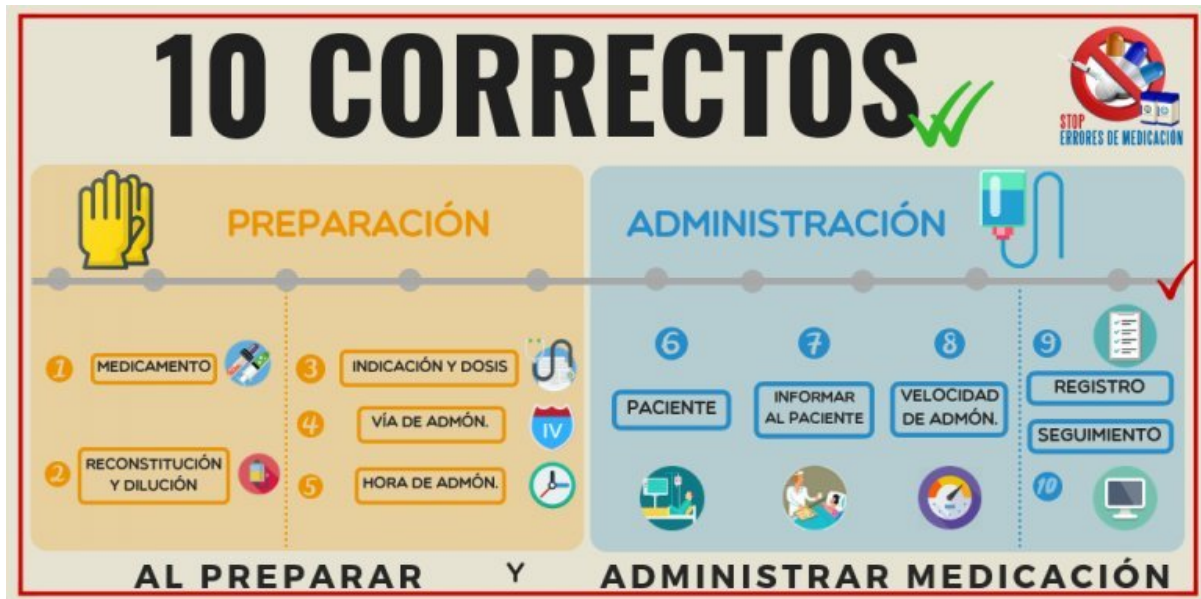 10 CORRECTOS
STOP
ERRORES DE MEDICACIÓN
PREPARACIÓN
1
MEDICAMENTO
2
RECONSTITUCIÓN
Y DILUCIÓN
3
INDICACIÓN Y DOSIS
4
VÍA DE ADMÓN.
IV
5
HORA DE ADMÓN.
ADMINISTRACIÓN
6
PACIENTE
7
INFORMAR
AL PACIENTE
8
VELOCIDAD
DE ADMÓN.
9
REGISTRO
SEGUIMIENTO
10
AL PREPARAR Y ADMINISTRAR MEDICACIÓN